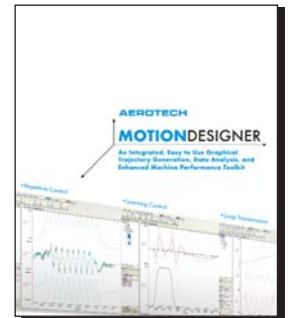 AEROTECH
MOTIONDESIGNER
An Integrated, Easy to Use Graphical
Trajectory Generation, Data Analysis, and
Enhanced Machine Performance Toolkit
•Repetitive Control
•Learning Control
•Loop Transmission